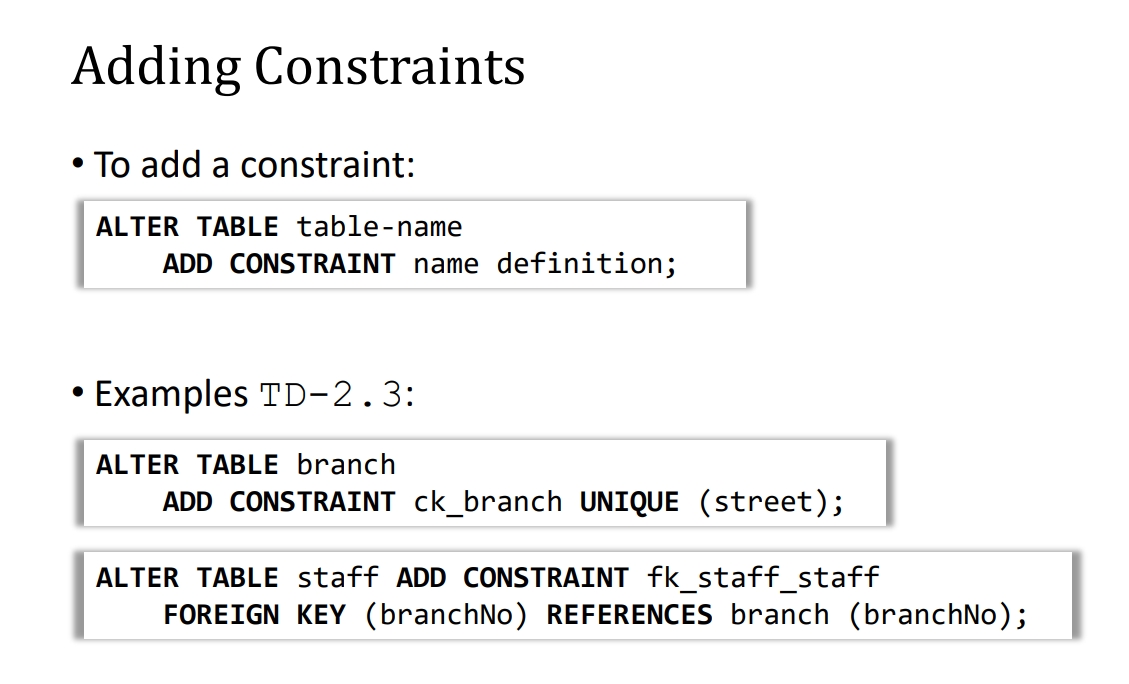 Adding Constraints
• To add a constraint:
ALTER TABLE table-name
    ADD CONSTRAINT name definition;
• Examples TD-2.3:
ALTER TABLE branch
    ADD CONSTRAINT ck_branch UNIQUE (street);
ALTER TABLE staff ADD CONSTRAINT fk_staff_staff
    FOREIGN KEY (branchNo) REFERENCES branch (branchNo);